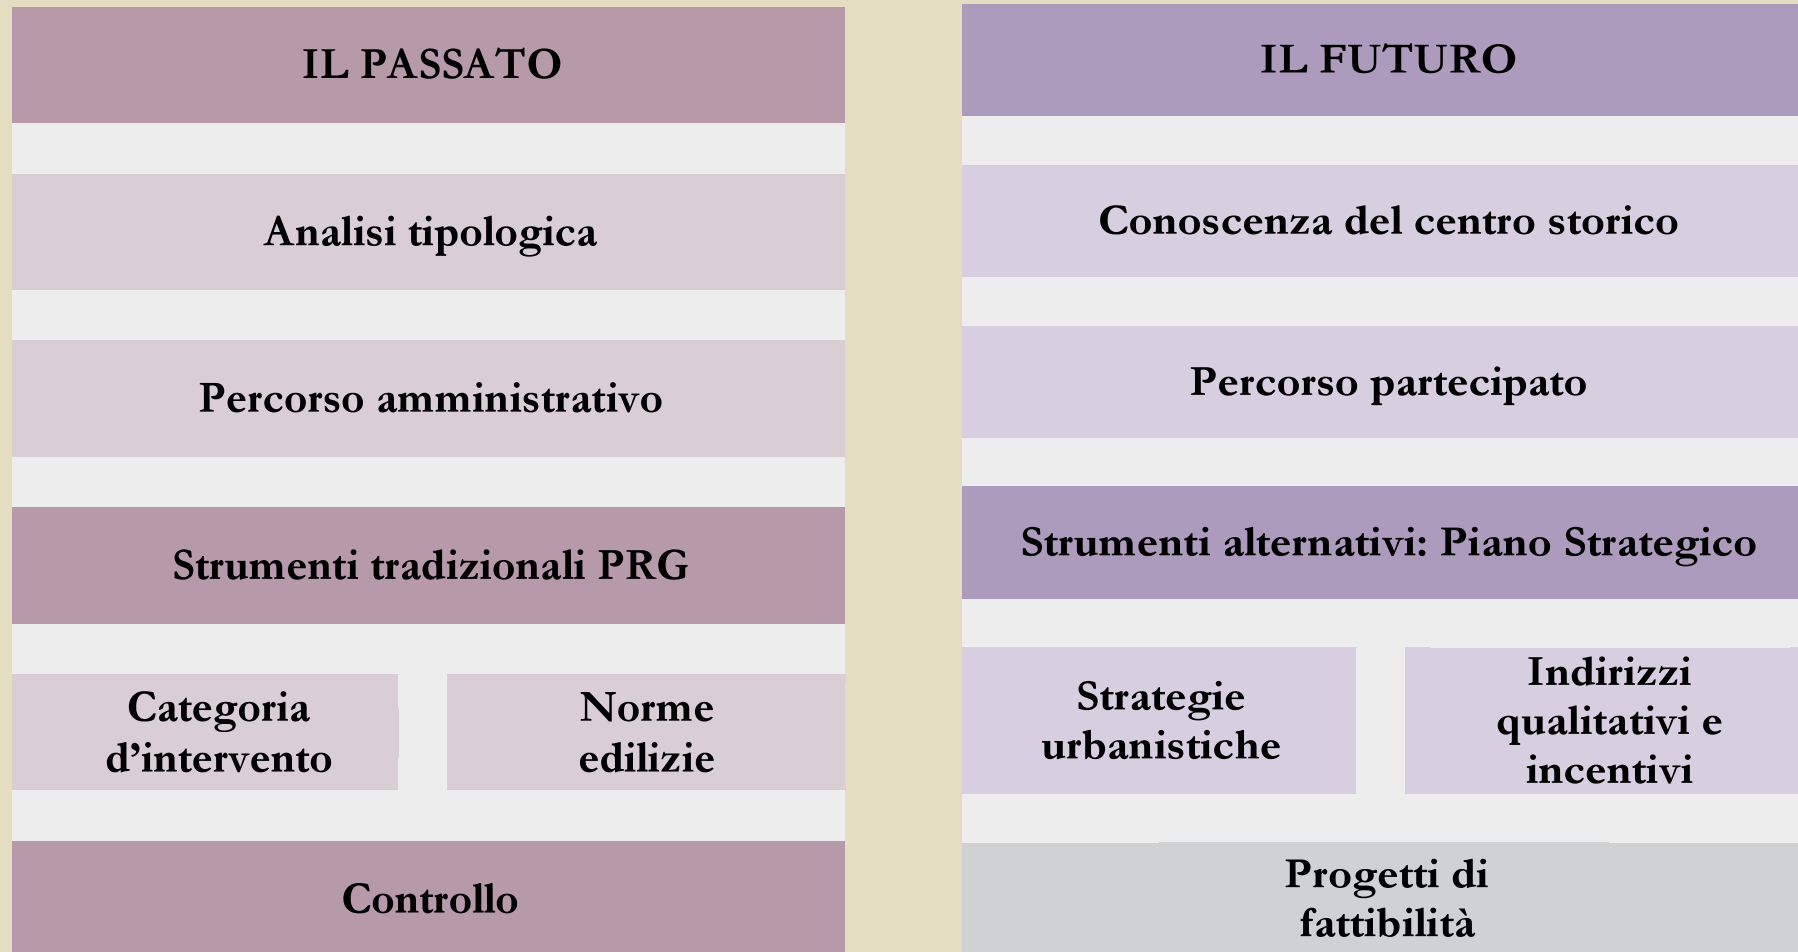 IL PASSATO
Analisi tipologica
Percorso amministrativo
Strumenti tradizionali PRG
Categoria
d’intervento
Norme
edilizie
Controllo
IL FUTURO
Conoscenza del centro storico
Percorso partecipato
Strumenti alternativi: Piano Strategico
Strategie
urbanistiche
Indirizzi
qualitativi e
incentivi
Progetti di
fattibilità